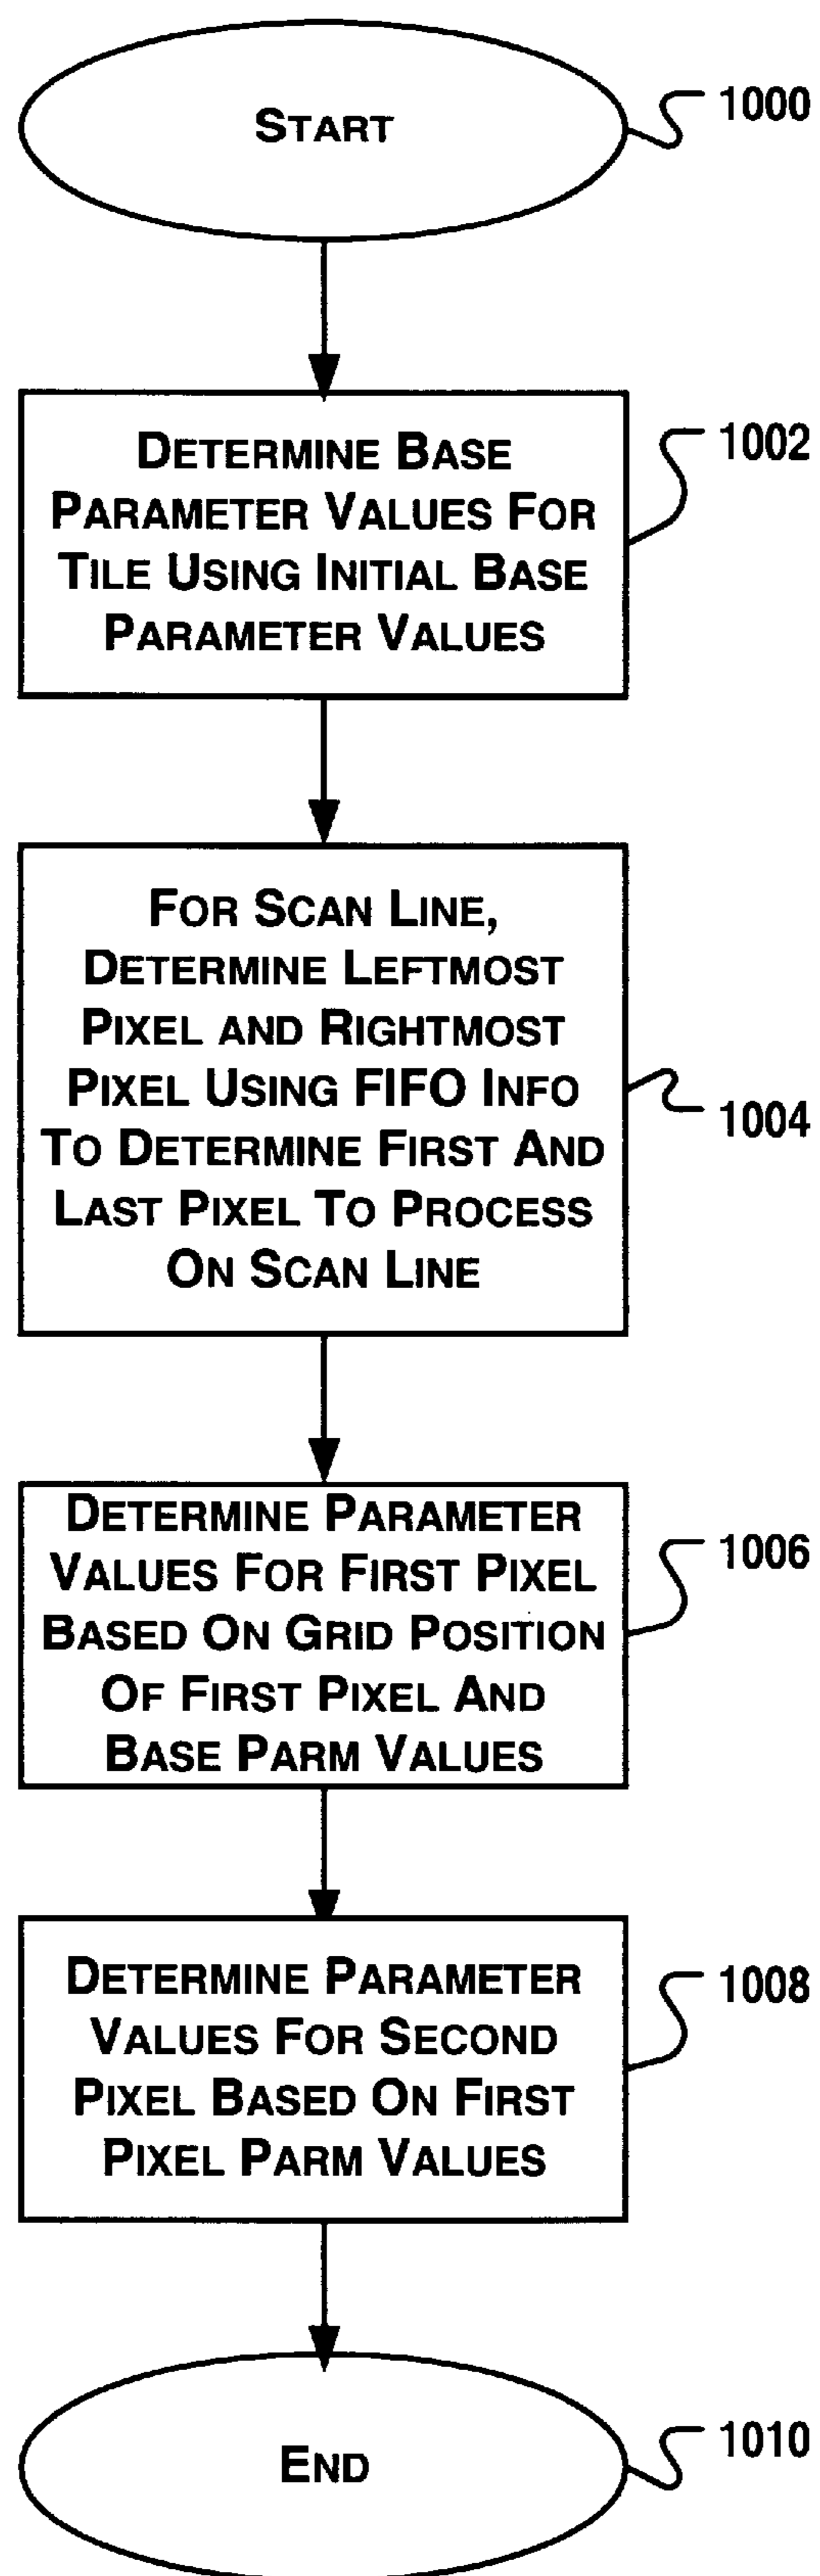 START
1000
DETERMINE BASE
PARAMETER VALUES FOR
TILE USING INITIAL BASE
PARAMETER VALUES
1002
FOR SCAN LINE,
DETERMINE LEFTMOST
PIXEL AND RIGHTMOST
PIXEL USING FIFO INFO
TO DETERMINE FIRST AND
LAST PIXEL TO PROCESS
ON SCAN LINE
1004
DETERMINE PARAMETER
VALUES FOR FIRST PIXEL
BASED ON GRID POSITION
OF FIRST PIXEL AND
BASE PARM VALUES
1006
DETERMINE PARAMETER
VALUES FOR SECOND
PIXEL BASED ON FIRST
PIXEL PARM VALUES
1008
END
1010